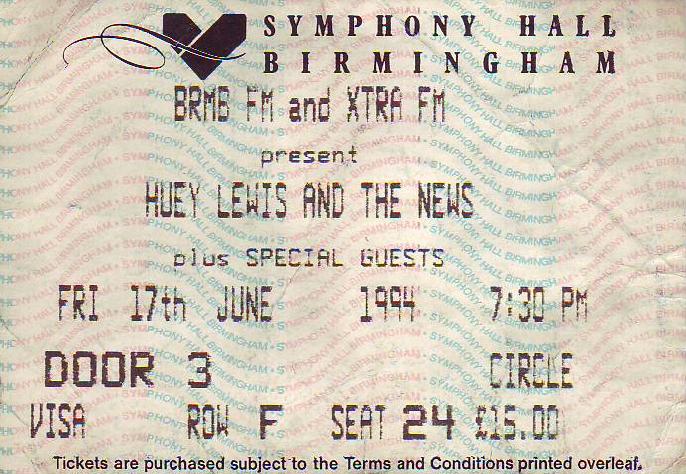 SYMPHONY HALL
BIRMINGHAM
BRMB FM and XTRA FM
present
HUEY LEWIS AND THE NEWS
plus SPECIAL GUESTS
FRI 17th JUNE 1994 7:30 PM
DOOR 3 CIRCLE
VISA ROW F SEAT 24 £15.00
Tickets are purchased subject to the Terms and Conditions printed overleaf.